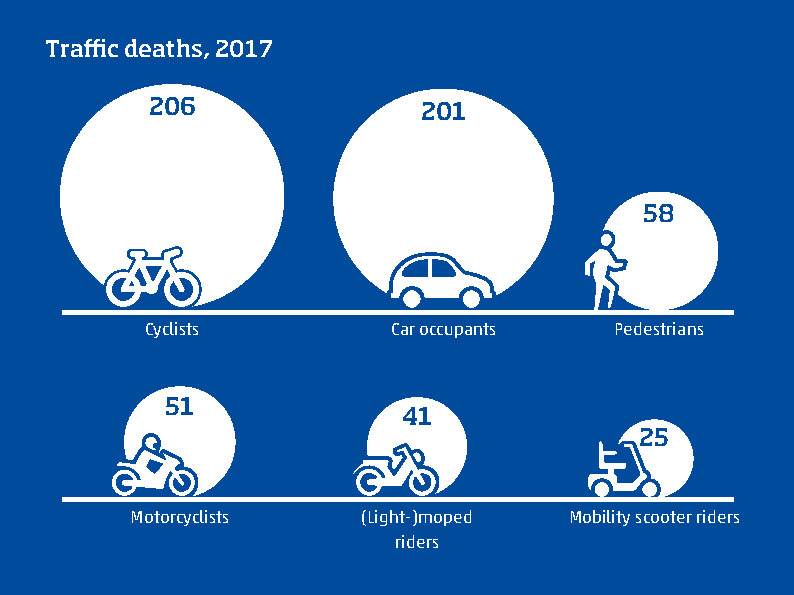 Traffic deaths, 2017
206
201
58
Cyclists
Car occupants
Pedestrians
51
41
25
Motorcyclists
(Light-)moped
riders
Mobility scooter riders